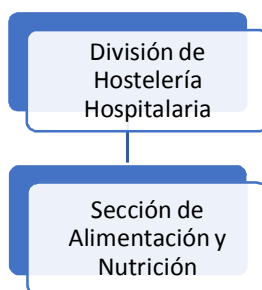 División de
Hostelería
Hospitalaria
Sección de
Alimentación y
Nutrición